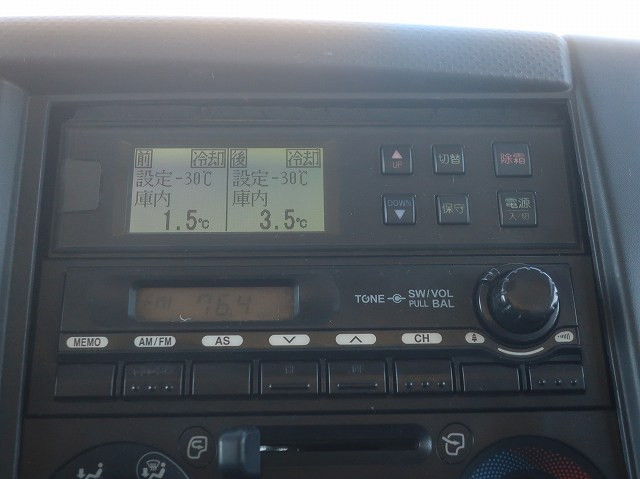 前 冷却 後 冷却
設定-30℃ 設定-30℃
庫内 庫内
1.5℃ 3.5℃
▲ UP 切替 除霜
DOWN ▼ 保守 電源 入/切
76.4
TONE SW/VOL
PULL BAL
MEMO AM/FM AS CH